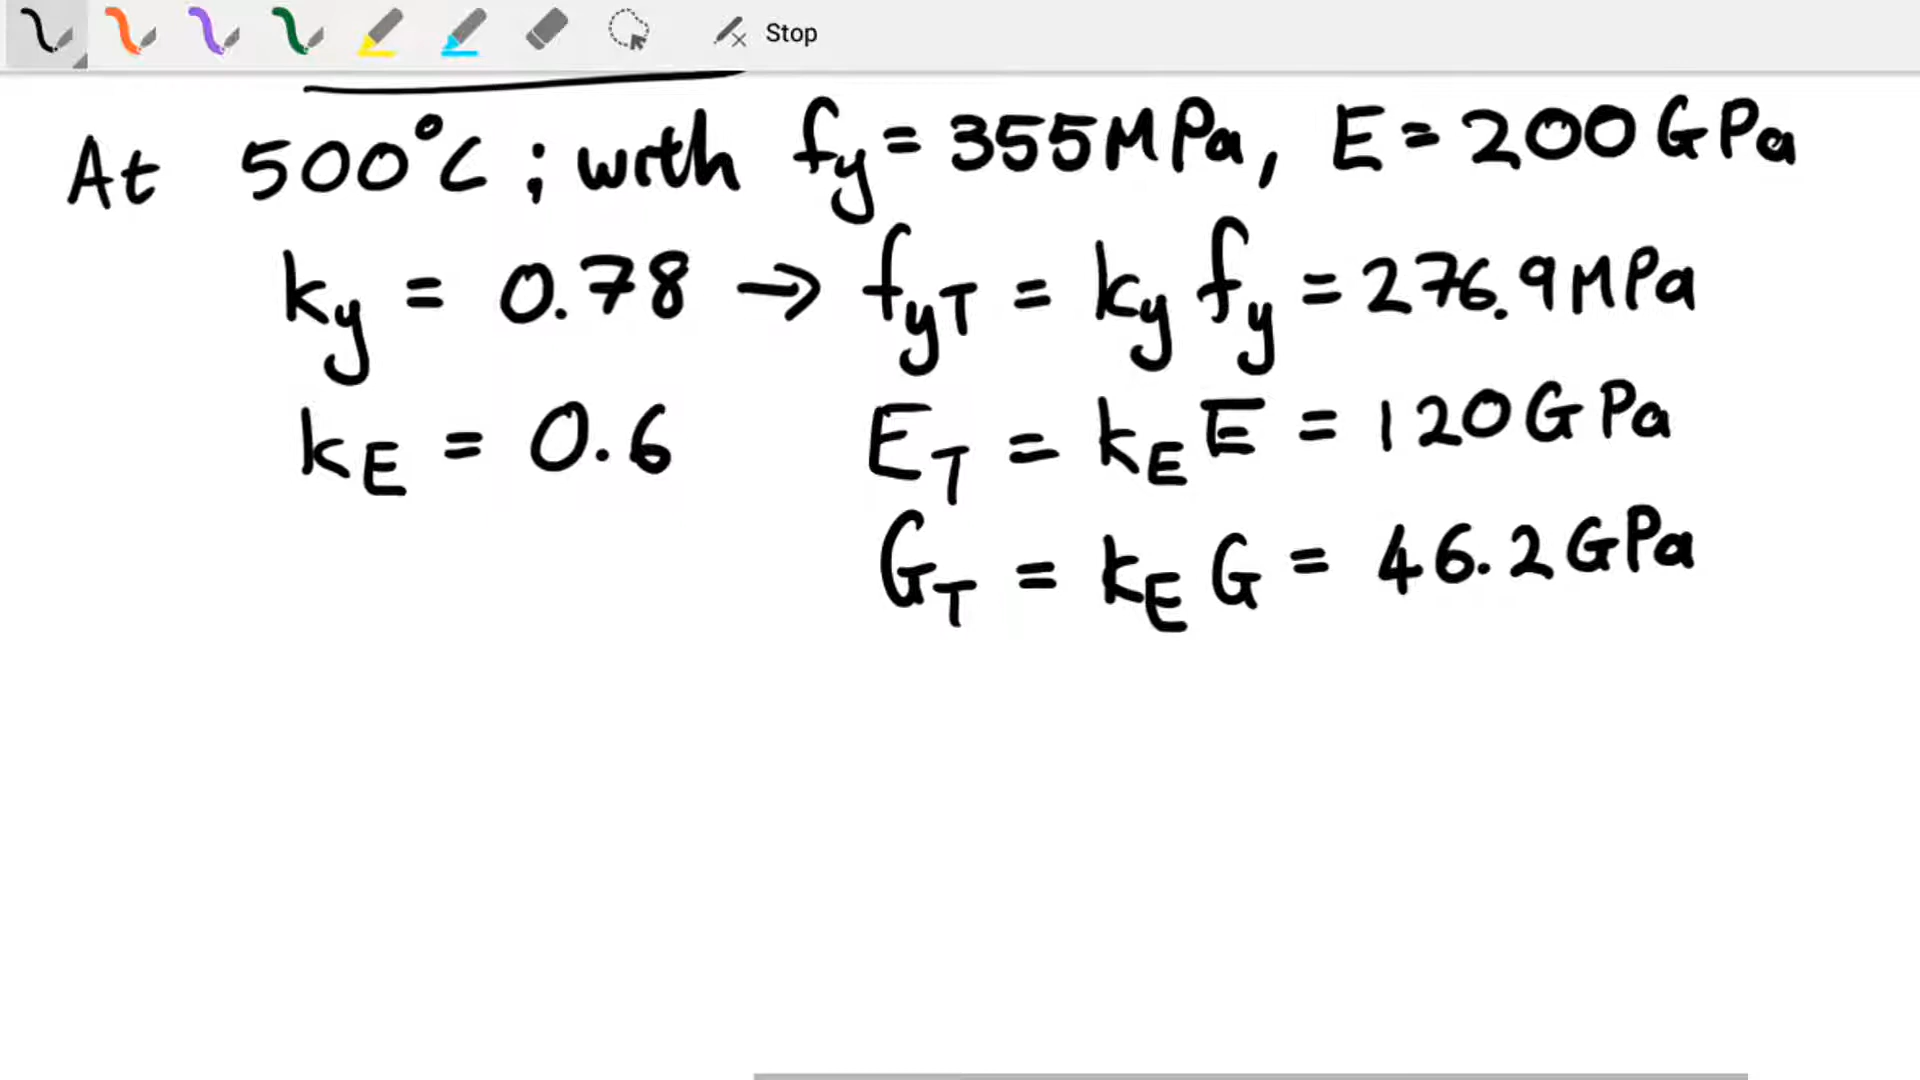 Stop
At 500°C ; with fy = 355MPa, E = 200GPa
ky = 0.78 → fyT = ky fy = 276.9MPa
kE = 0.6 ET = kE E = 120GPa
GT = kE G = 46.2GPa